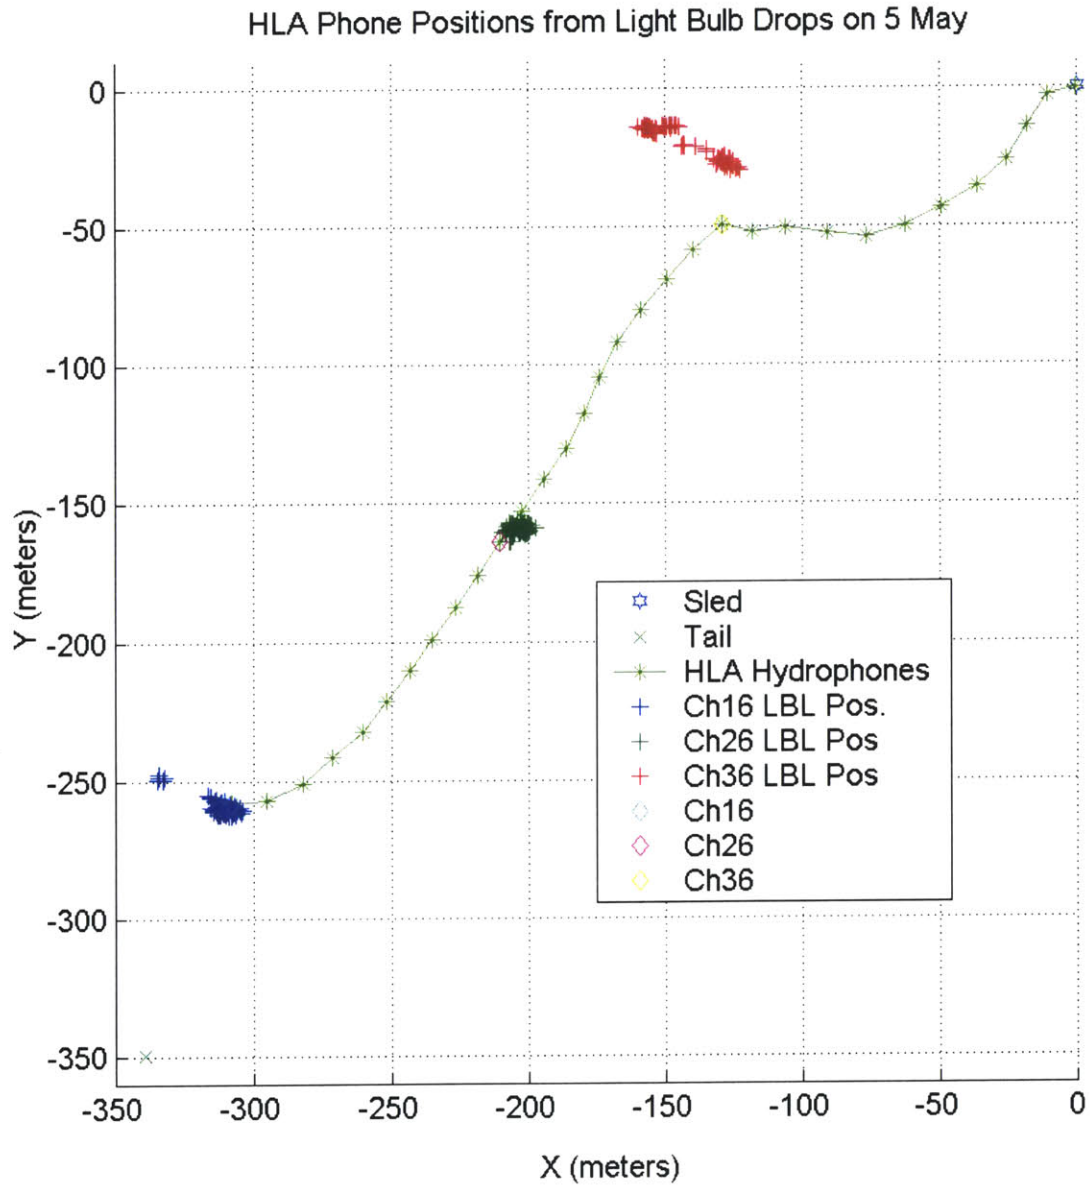 HLA Phone Positions from Light Bulb Drops on 5 May
0
-50
-100
-150
-200
-250
-300
-350
Y (meters)
Sled
Tail
HLA Hydrophones
Ch16 LBL Pos.
Ch26 LBL Pos
Ch36 LBL Pos
Ch16
Ch26
Ch36
-350 -300 -250 -200 -150 -100 -50 0
X (meters)